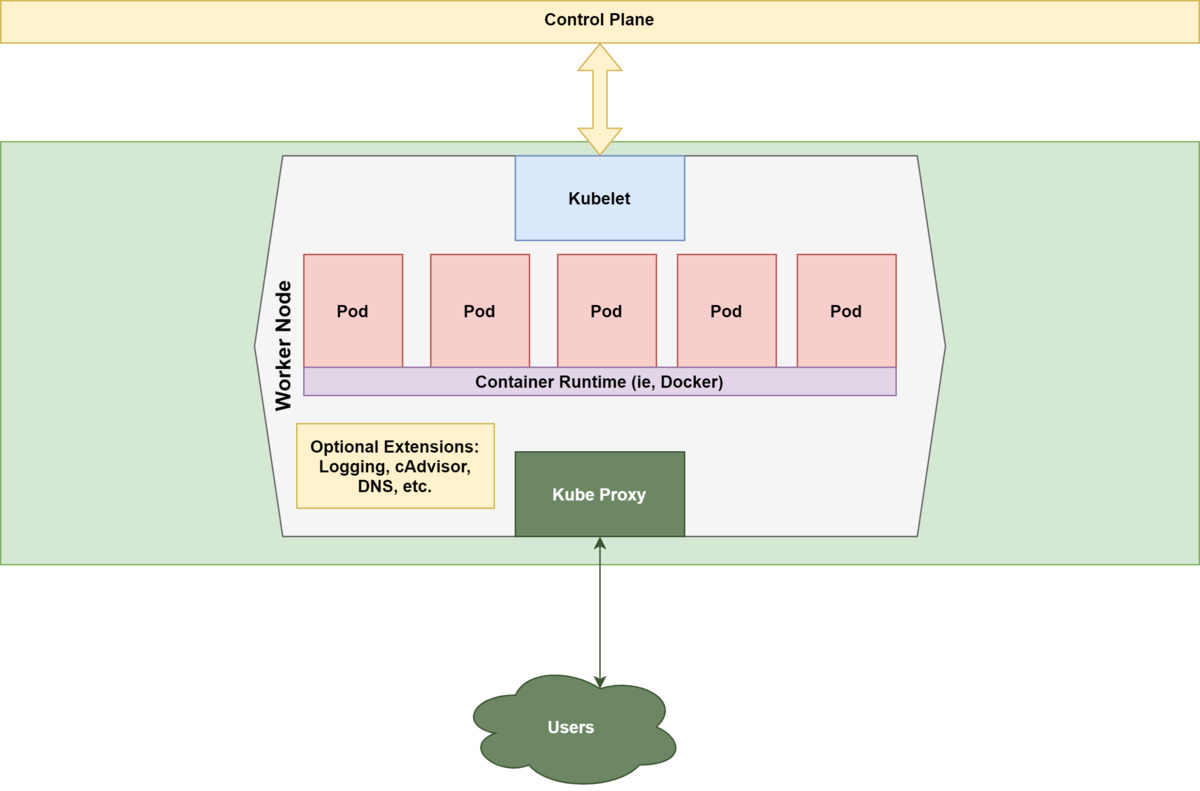 Control Plane
Kubelet
Worker Node
Pod
Pod
Pod
Pod
Pod
Container Runtime (ie, Docker)
Optional Extensions:
Logging, cAdvisor,
DNS, etc.
Kube Proxy
Users